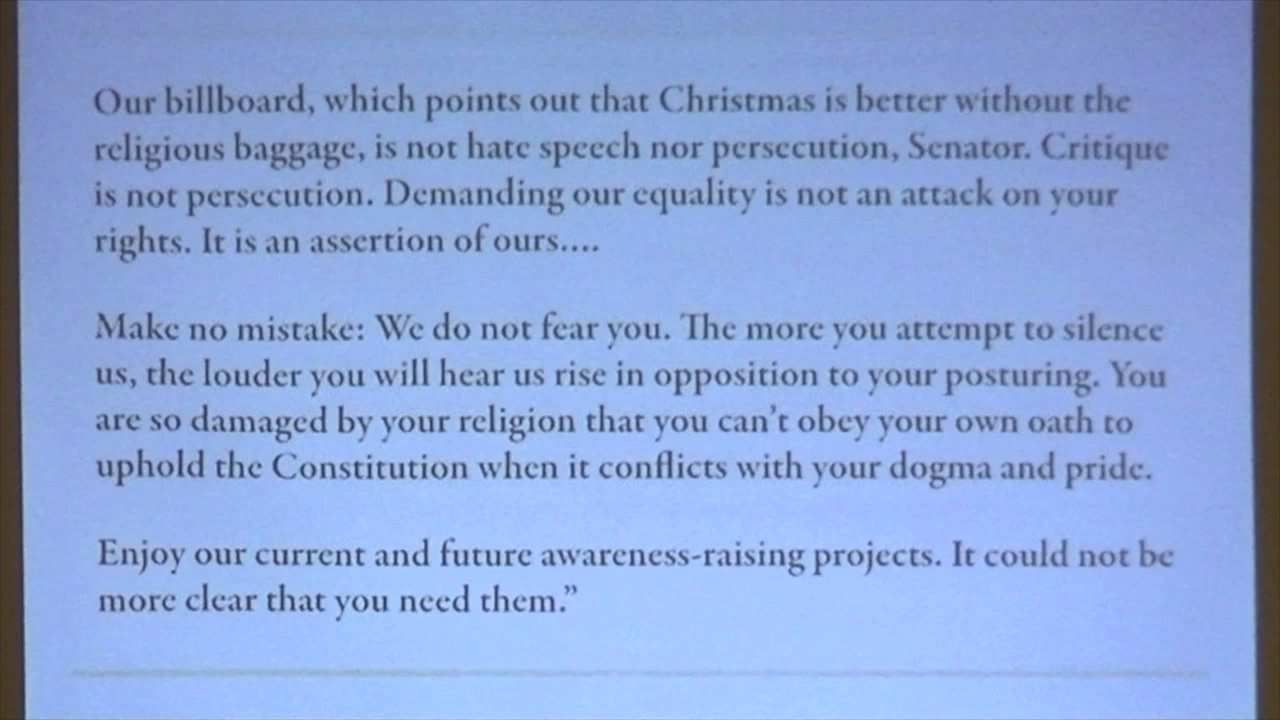 Our billboard, which points out that Christmas is better without the
religious baggage, is not hate speech nor persecution, Senator. Critique
is not persecution. Demanding our equality is not an attack on your
rights. It is an assertion of ours....
Make no mistake: We do not fear you. The more you attempt to silence
us, the louder you will hear us rise in opposition to your posturing. You
are so damaged by your religion that you can't obey your own oath to
uphold the Constitution when it conflicts with your dogma and pride.
Enjoy our current and future awareness-raising projects. It could not be
more clear that you need them.”